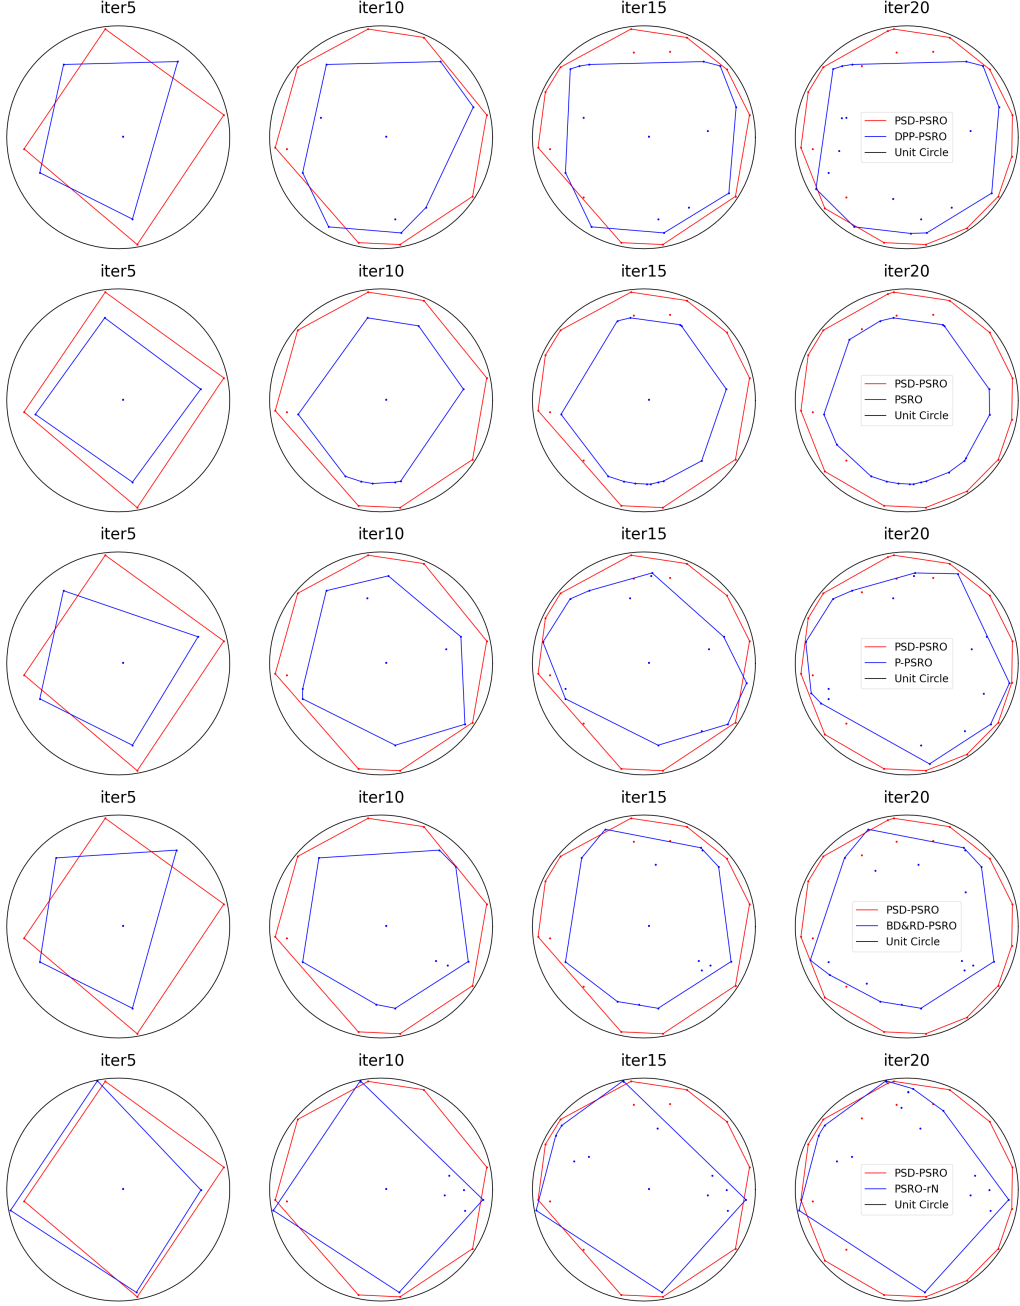 iter5
iter10
iter15
iter20
PSD-PSRO
DPP-PSRO
Unit Circle
iter5
iter10
iter15
iter20
PSD-PSRO
PSRO
Unit Circle
iter5
iter10
iter15
iter20
PSD-PSRO
P-PSRO
Unit Circle
iter5
iter10
iter15
iter20
PSD-PSRO
BD&RD-PSRO
Unit Circle
iter5
iter10
iter15
iter20
PSD-PSRO
PSRO-rN
Unit Circle